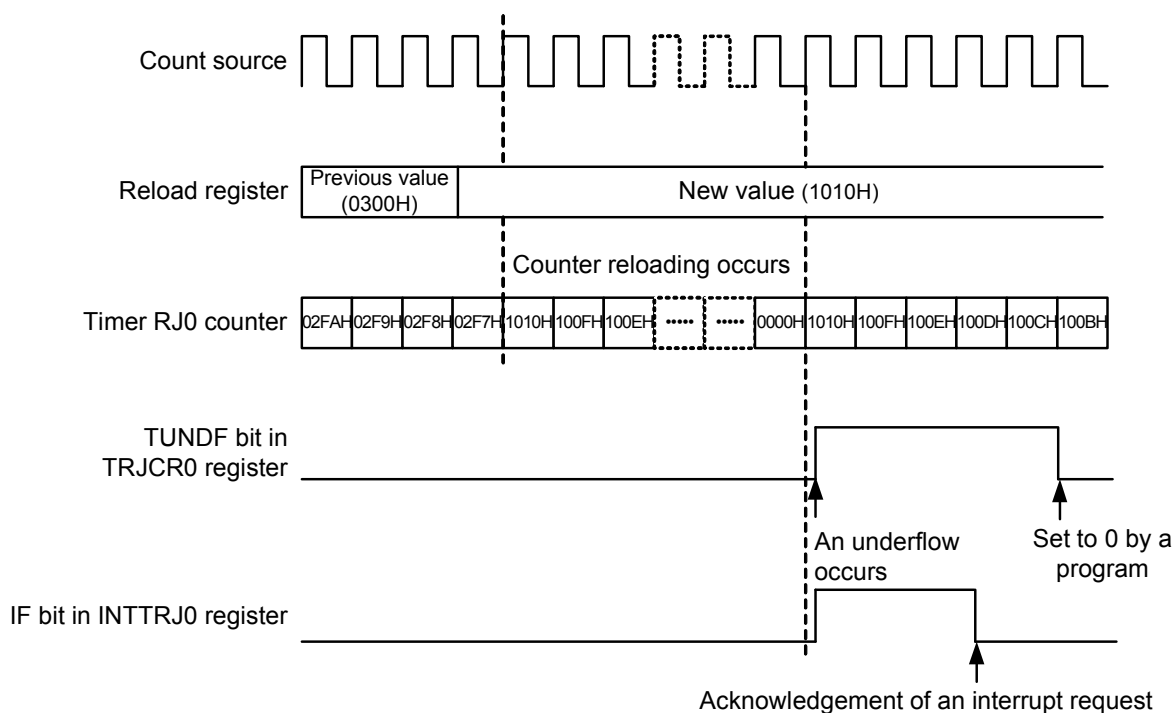 Count source
Reload register
Previous value
(0300H)
New value (1010H)
Counter reloading occurs
Timer RJ0 counter
02FAH 02F9H 02F8H 02F7H 1010H 100FH 100EH ····· ····· 0000H 1010H 100FH 100EH 100DH 100CH 100BH
TUNDF bit in
TRJCR0 register
An underflow
occurs
Set to 0 by a
program
IF bit in INTTRJ0 register
Acknowledgement of an interrupt request